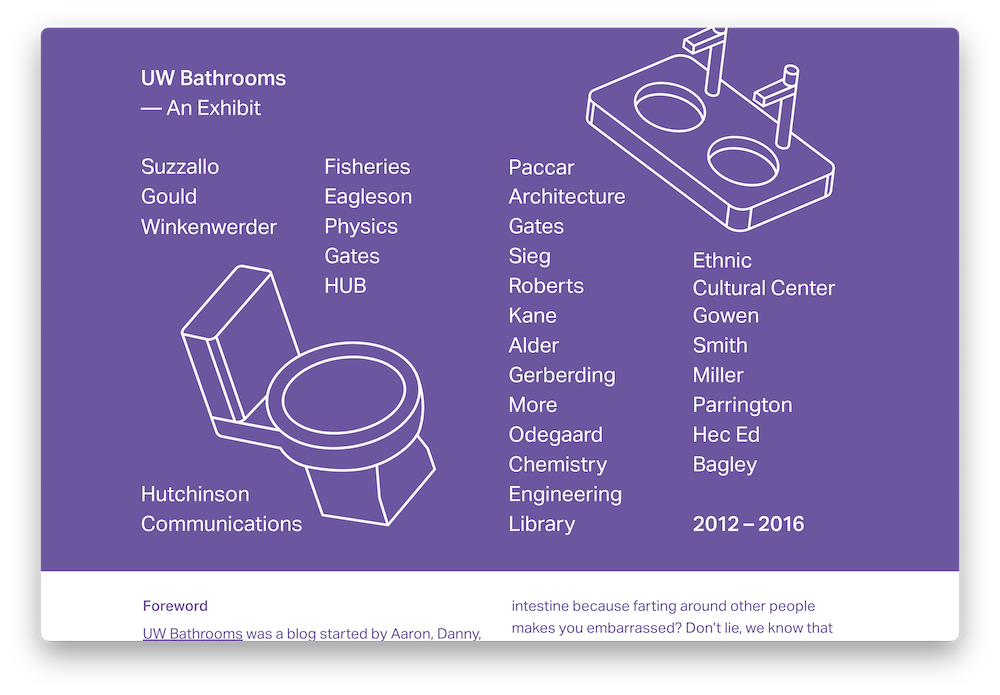 UW Bathrooms
— An Exhibit
Suzzallo
Gould
Winkenwerder
Hutchinson
Communications
Fisheries
Eagleson
Physics
Gates
HUB
Paccar
Architecture
Gates
Sieg
Roberts
Kane
Alder
Gerberding
More
Odegaard
Chemistry
Engineering
Library
Ethnic
Cultural Center
Gowen
Smith
Miller
Parrington
Hec Ed
Bagley
2012 – 2016
Foreword
UW Bathrooms was a blog started by Aaron, Danny,
intestine because farting around other people
makes you embarrassed? Don’t lie, we know that